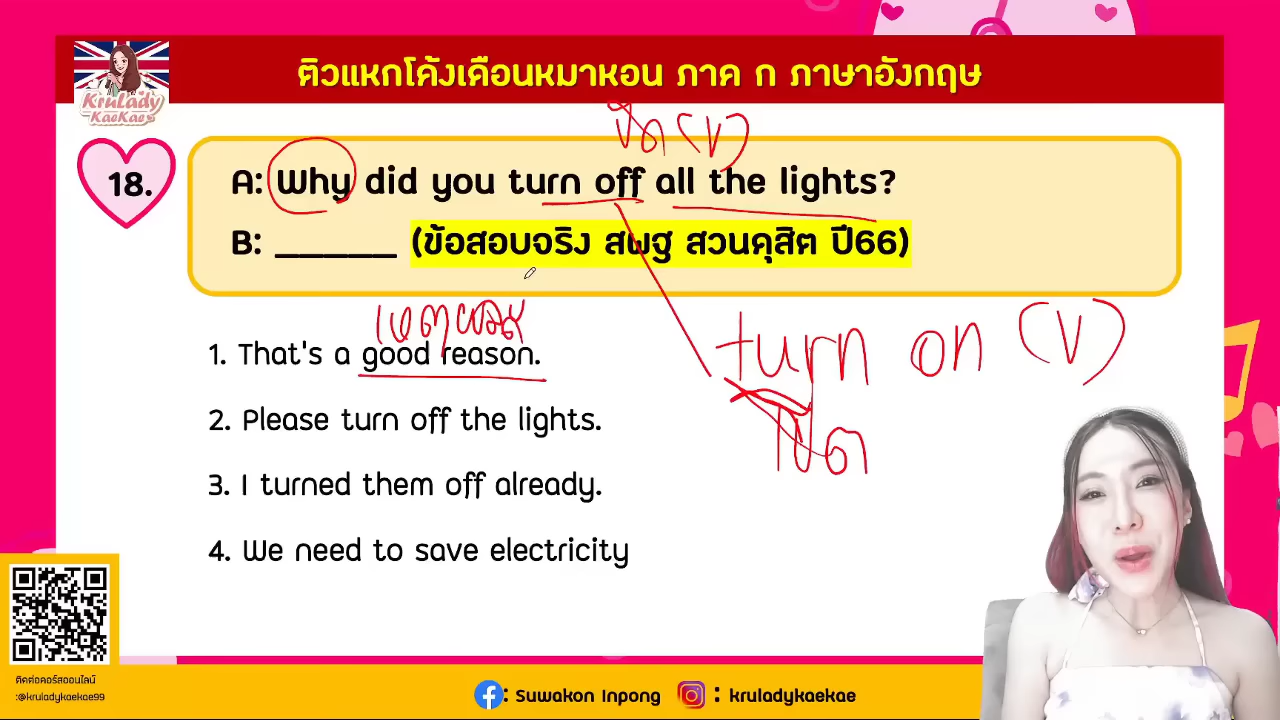 KruLady
KaeKae
ติวแหกโค้งเดือนหมาหอน ภาค ก ภาษาอังกฤษ
ปิด (V)
18.
A: Why did you turn off all the lights?
B: _____ (ข้อสอบจริง สพฐ สวนดุสิต ปี66)
เหตุผล
1. That's a good reason.
turn on (V)
เปิด
2. Please turn off the lights.
3. I turned them off already.
4. We need to save electricity
ติดต่อคอร์สออนไลน์
:@kruladykaekae99
: Suwakon Inpong
: kruladykaekae